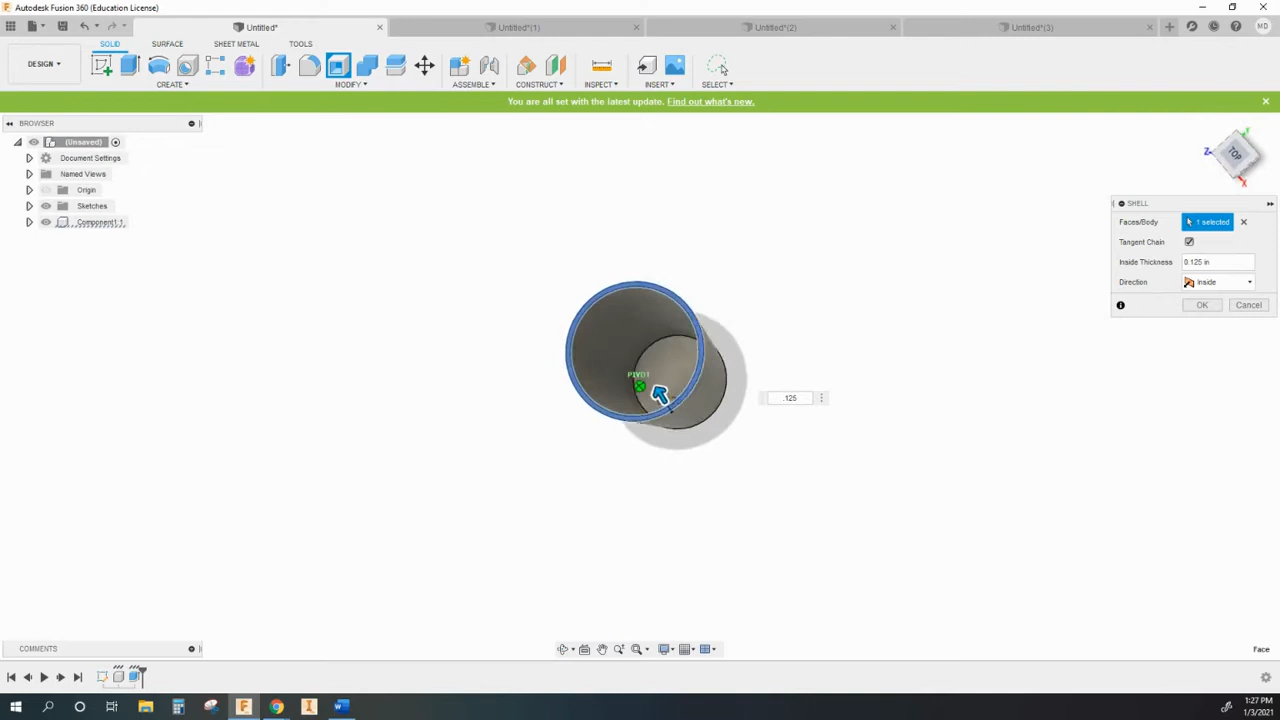 Autodesk Fusion 360 (Education License)
Untitled*
Untitled*(1)
Untitled*(2)
Untitled*(3)
MD
SOLID
SURFACE
SHEET METAL
TOOLS
DESIGN
CREATE
MODIFY
ASSEMBLE
CONSTRUCT
INSPECT
INSERT
SELECT
You are all set with the latest update. Find out what's new.
BROWSER
(Unsaved)
Document Settings
Named Views
Origin
Sketches
Component1:1
TOP
Z
Y
X
SHELL
Faces/Body
1 selected
Tangent Chain
Inside Thickness
0.125 in
Direction
Inside
OK
Cancel
PIVOT
.125
COMMENTS
Face
1:27 PM
1/3/2021